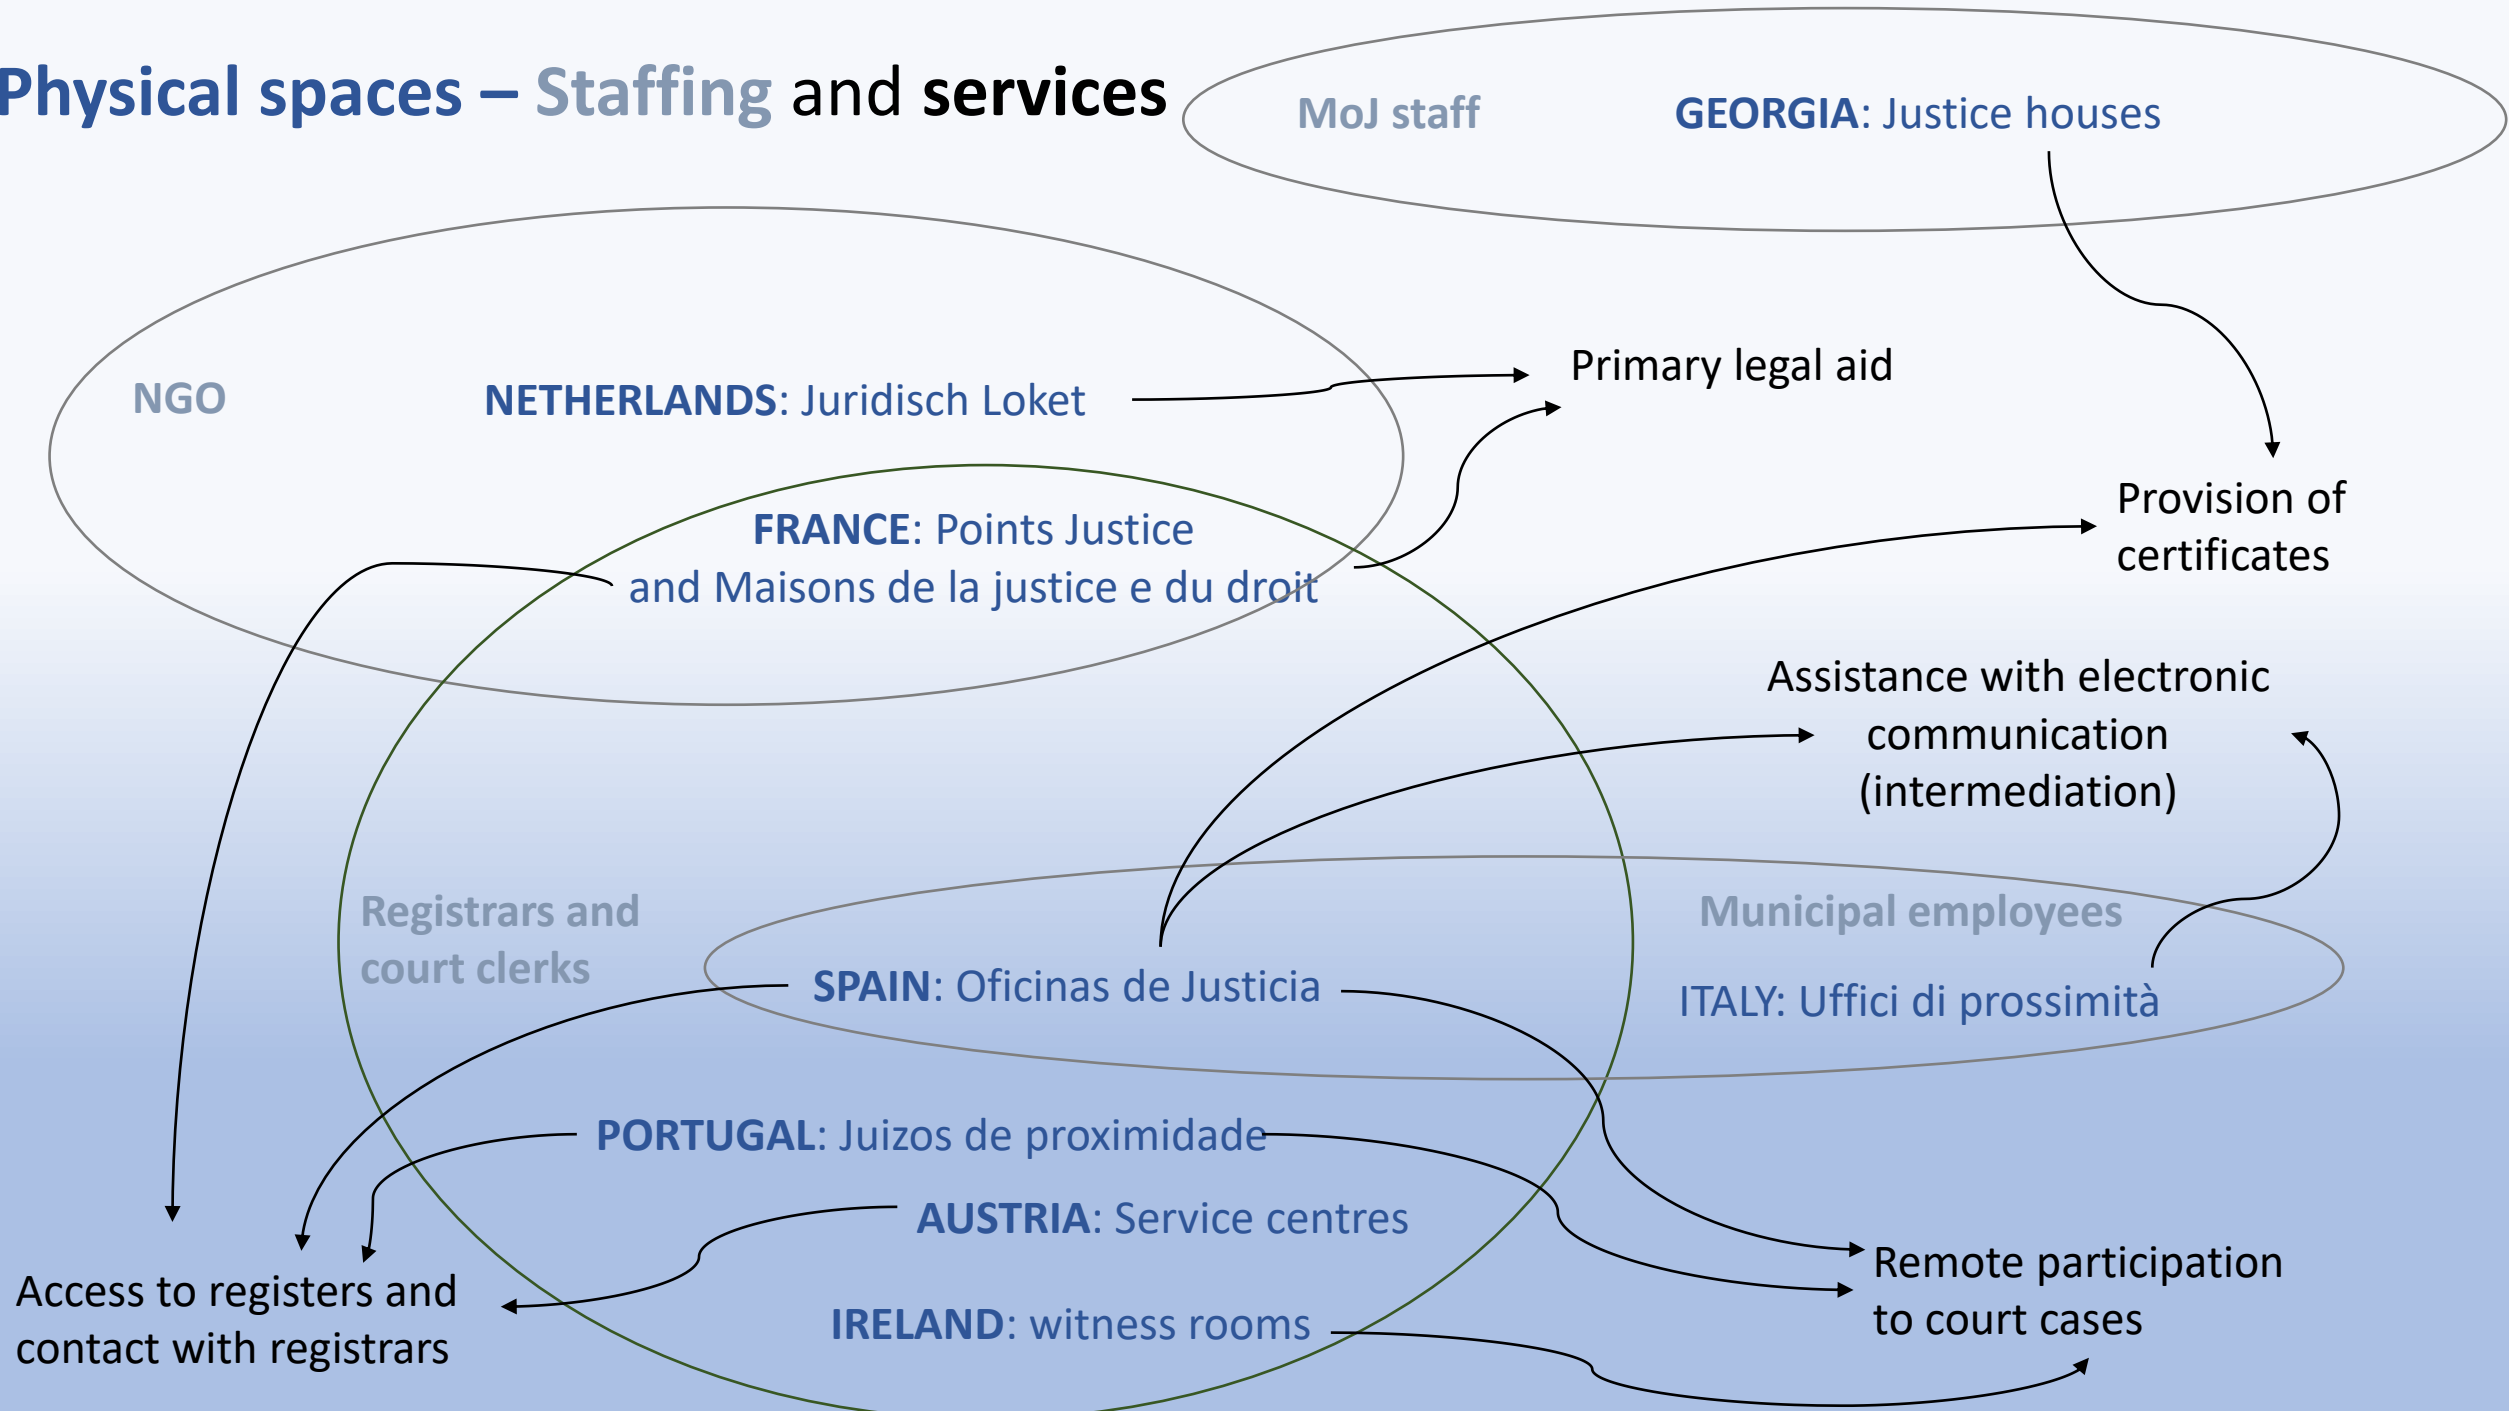 Physical spaces – Staffing and services
MoJ staff
GEORGIA: Justice houses
NGO
NETHERLANDS: Juridisch Loket
Primary legal aid
FRANCE: Points Justice
and Maisons de la justice e du droit
Provision of
certificates
Assistance with electronic
communication
(intermediation)
Registrars and
court clerks
Municipal employees
SPAIN: Oficinas de Justicia
ITALY: Uffici di prossimità
PORTUGAL: Juizos de proximidade
AUSTRIA: Service centres
Access to registers and
contact with registrars
IRELAND: witness rooms
Remote participation
to court cases